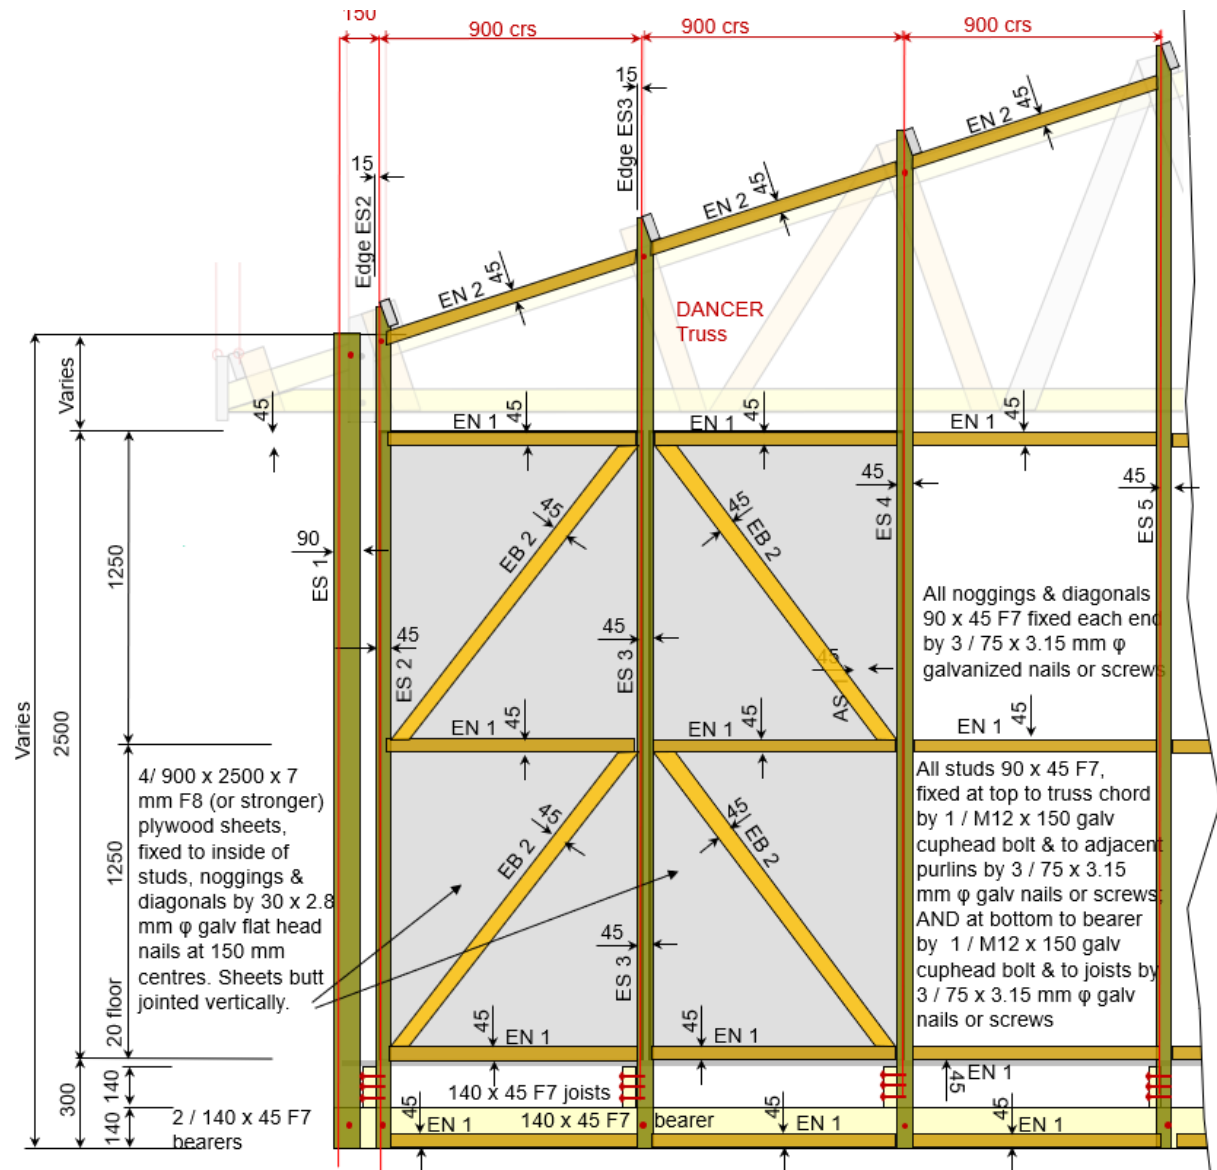 150
900 crs
900 crs
900 crs
15
Edge ES3
15
Edge ES2
EN 2
45
EN 2
45
EN 2
45
DANCER
Truss
Varies
45
EN 1
45
EN 1
45
EN 1
45
90
ES 1
1250
2500
Varies
45
ES 2
EB 2
45
45
EB 2
45
ES 3
45
ES 4
45
ES 5
45
AS
All noggings & diagonals
90 x 45 F7 fixed each end
by 3 / 75 x 3.15 mm φ
galvanized nails or screws
EN 1
45
EN 1
45
EN 1
45
4/ 900 x 2500 x 7
mm F8 (or stronger)
plywood sheets,
fixed to inside of
studs, noggings &
diagonals by 30 x 2.8
mm φ galv flat head
nails at 150 mm
centres. Sheets butt
jointed vertically.
1250
EB 2
45
45
EB 2
45
ES 3
All studs 90 x 45 F7,
fixed at top to truss chord
by 1 / M12 x 150 galv
cuphead bolt & to adjacent
purlins by 3 / 75 x 3.15
mm φ galv nails or screws;
AND at bottom to bearer
by 1 / M12 x 150 galv
cuphead bolt & to joists by
3 / 75 x 3.15 mm φ galv
nails or screws
20 floor
45
EN 1
45
EN 1
45
EN 1
300
140
140
140 x 45 F7 joists
2 / 140 x 45 F7
bearers
140 x 45 F7 bearer
45
EN 1
45
EN 1
45
EN 1